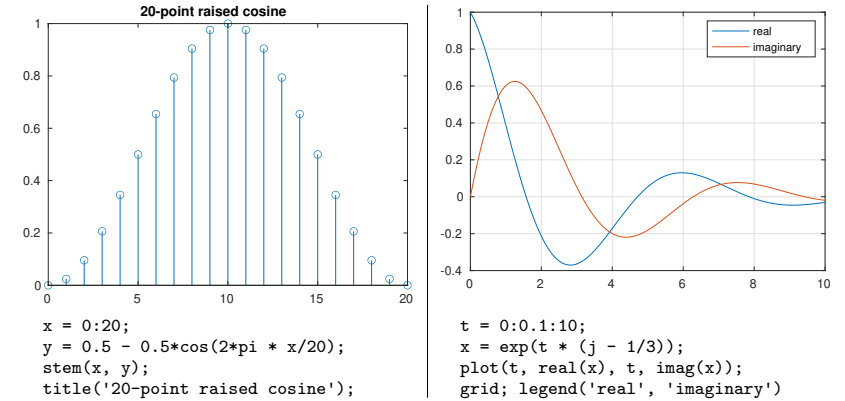 20-point raised cosine
1
0.8
0.6
0.4
0.2
0
0 5 10 15 20
x = 0:20;
y = 0.5 - 0.5*cos(2*pi * x/20);
stem(x, y);
title('20-point raised cosine');
real
imaginary
1
0.8
0.6
0.4
0.2
0
-0.2
-0.4
0 2 4 6 8 10
t = 0:0.1:10;
x = exp(t * (j - 1/3));
plot(t, real(x), t, imag(x));
grid; legend('real', 'imaginary')